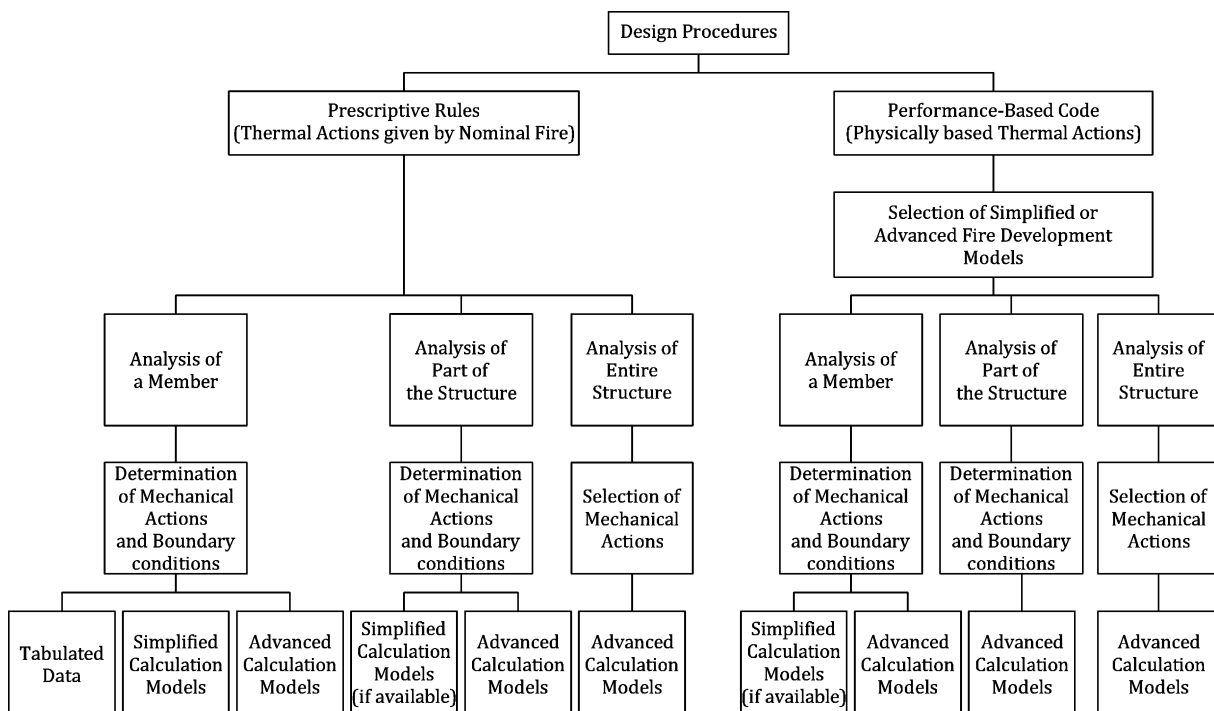 Design Procedures
Prescriptive Rules
(Thermal Actions given by Nominal Fire)
Performance-Based Code
(Physically based Thermal Actions)
Selection of Simplified or
Advanced Fire Development
Models
Analysis of
a Member
Analysis of
Part of
the Structure
Analysis of
Entire
Structure
Analysis of
a Member
Analysis of
Part of
the Structure
Analysis of
Entire
Structure
Determination
of Mechanical
Actions
and Boundary
conditions
Determination
of Mechanical
Actions
and Boundary
conditions
Selection of
Mechanical
Actions
Determination
of Mechanical
Actions
and Boundary
conditions
Determination
of Mechanical
Actions
and Boundary
conditions
Selection of
Mechanical
Actions
Tabulated
Data
Simplified
Calculation
Models
Advanced
Calculation
Models
Simplified
Calculation
Models
(if available)
Advanced
Calculation
Models
Advanced
Calculation
Models
Simplified
Calculation
Models
(if available)
Advanced
Calculation
Models
Advanced
Calculation
Models
Advanced
Calculation
Models